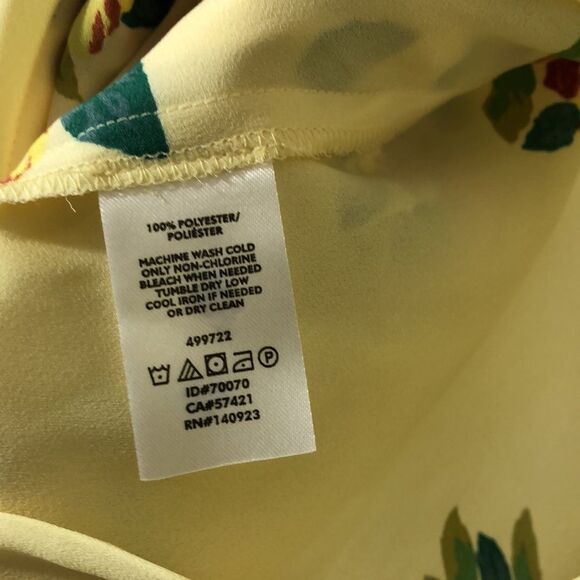 100% POLYESTER/
POLIÉSTER
MACHINE WASH COLD
ONLY NON-CHLORINE
BLEACH WHEN NEEDED
TUMBLE DRY LOW
COOL IRON IF NEEDED
OR DRY CLEAN
499722
P
ID#70070
CA#57421
RN#140923